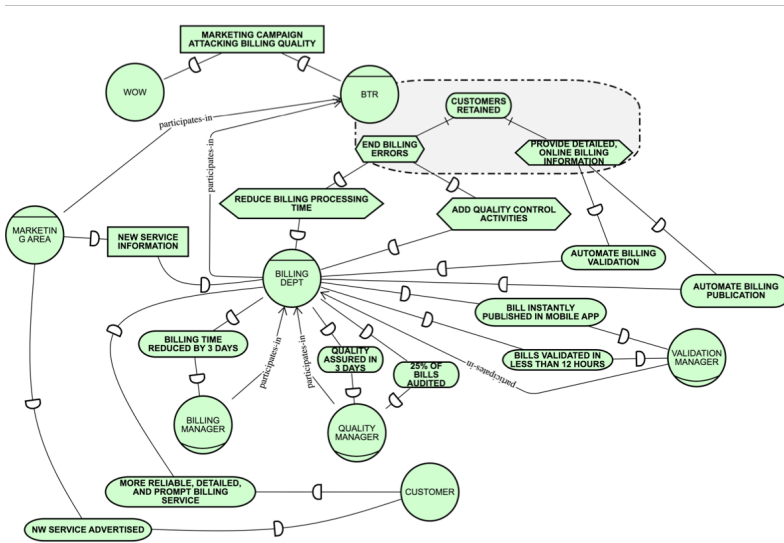 MARKETING CAMPAIGN
ATTACKING BILLING QUALITY
WOW
BTR
CUSTOMERS
RETAINED
participates-in
END BILLING
ERRORS
PROVIDE DETAILED,
ONLINE BILLING
INFORMATION
participates-in
REDUCE BILLING PROCESSING
TIME
ADD QUALITY CONTROL
ACTIVITIES
MARKETIN
G AREA
NEW SERVICE
INFORMATION
AUTOMATE BILLING
VALIDATION
BILLING
DEPT
AUTOMATE BILLING
PUBLICATION
BILL INSTANTLY
PUBLISHED IN MOBILE APP
BILLING TIME
REDUCED BY 3 DAYS
QUALITY
ASSURED IN
3 DAYS
BILLS VALIDATED IN
LESS THAN 12 HOURS
VALIDATION
MANAGER
participates-in
participates-in
25% OF
BILLS
AUDITED
participates-in
BILLING
MANAGER
QUALITY
MANAGER
MORE RELIABLE, DETAILED,
AND PROMPT BILLING
SERVICE
CUSTOMER
NW SERVICE ADVERTISED